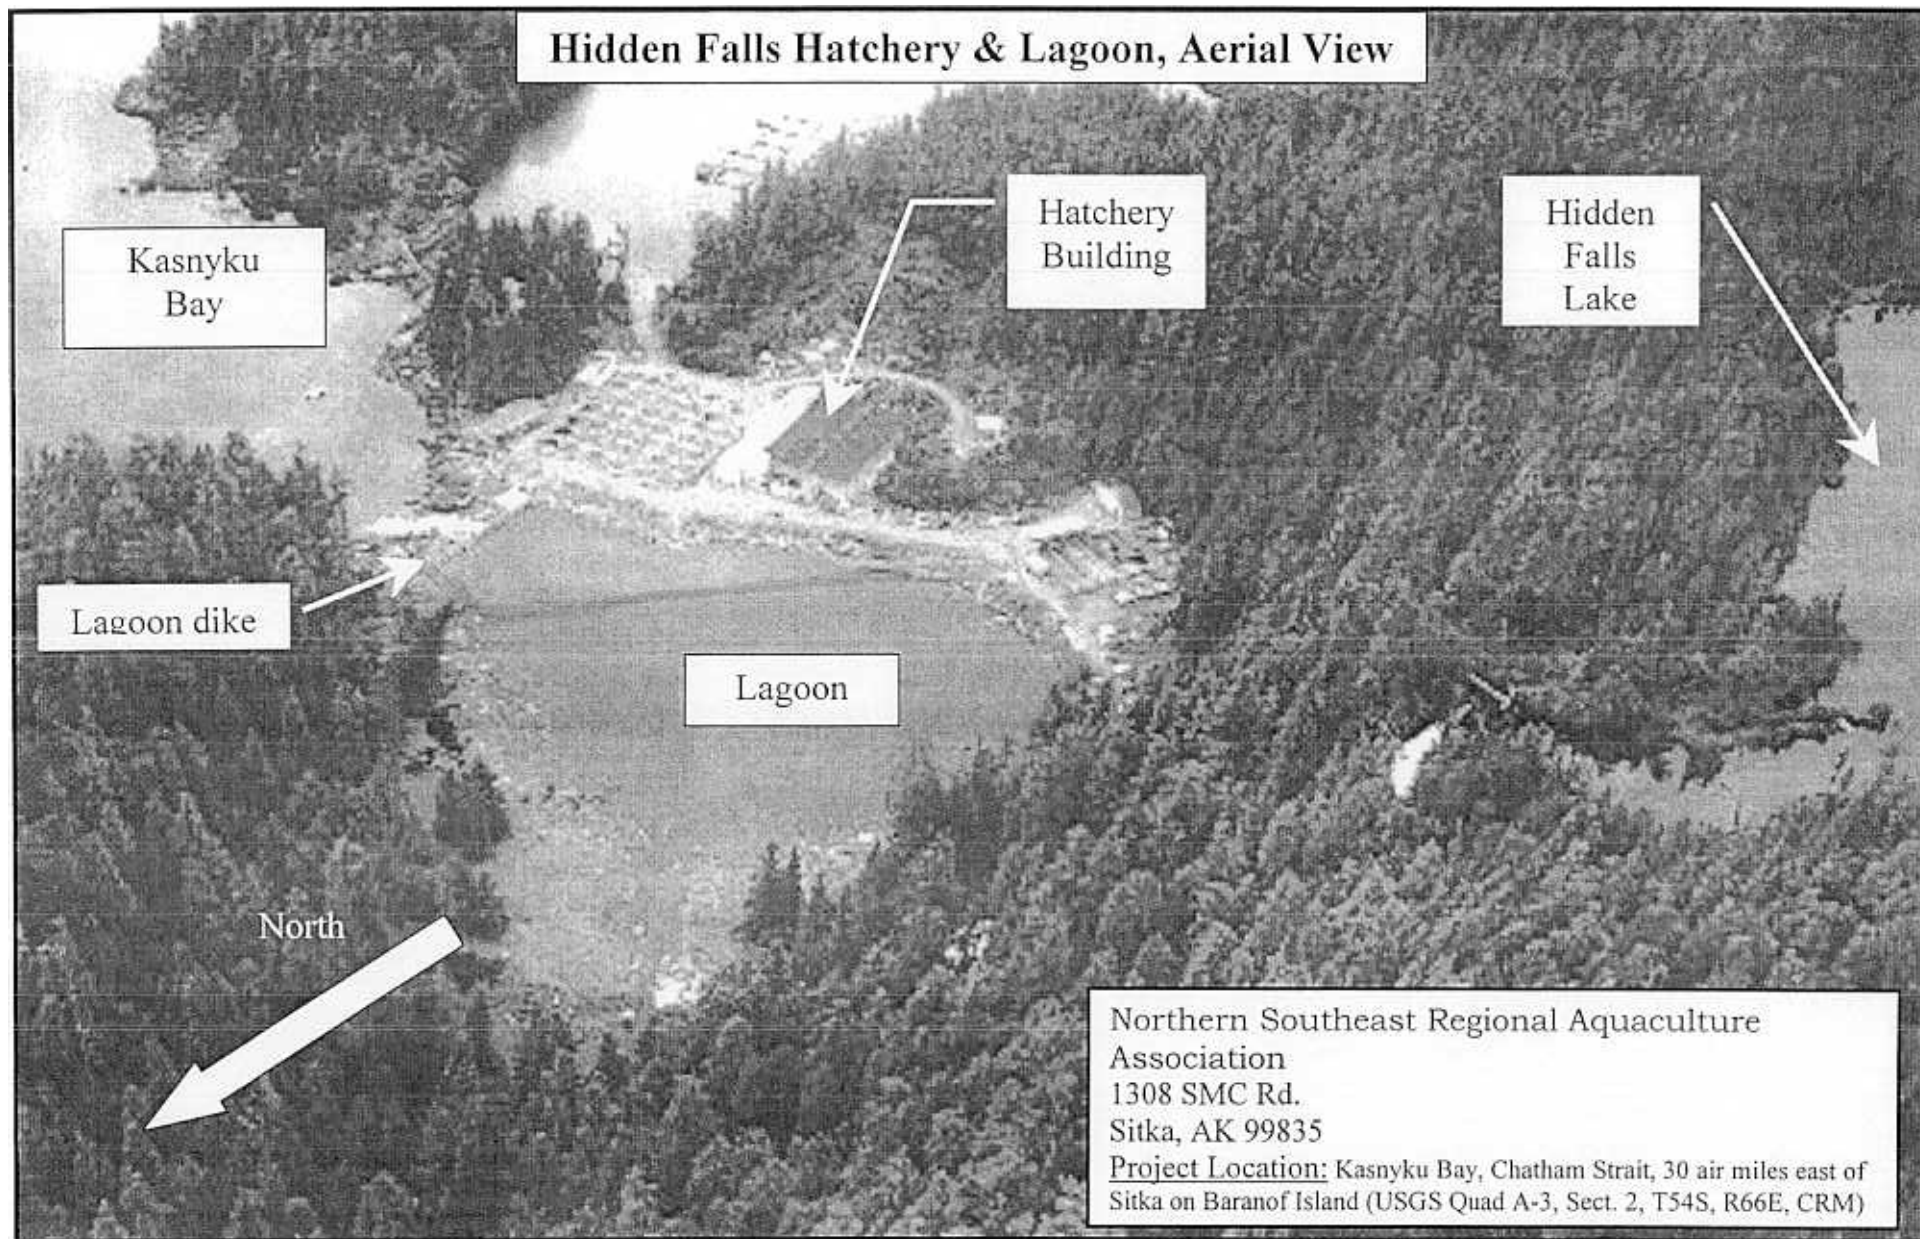 Hidden Falls Hatchery & Lagoon, Aerial View
Kasnyku
Bay
Hatchery
Building
Hidden
Falls
Lake
Lagoon dike
Lagoon
North
Northern Southeast Regional Aquaculture
Association
1308 SMC Rd.
Sitka, AK 99835
Project Location: Kasnyku Bay, Chatham Strait, 30 air miles east of
Sitka on Baranof Island (USGS Quad A-3, Sect. 2, T54S, R66E, CRM)